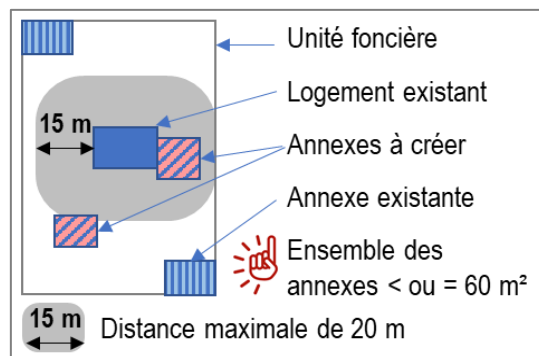 Unité foncière
Logement existant
15 m
Annexes à créer
Annexe existante
Ensemble des
annexes < ou = 60 m²
15 m
Distance maximale de 20 m